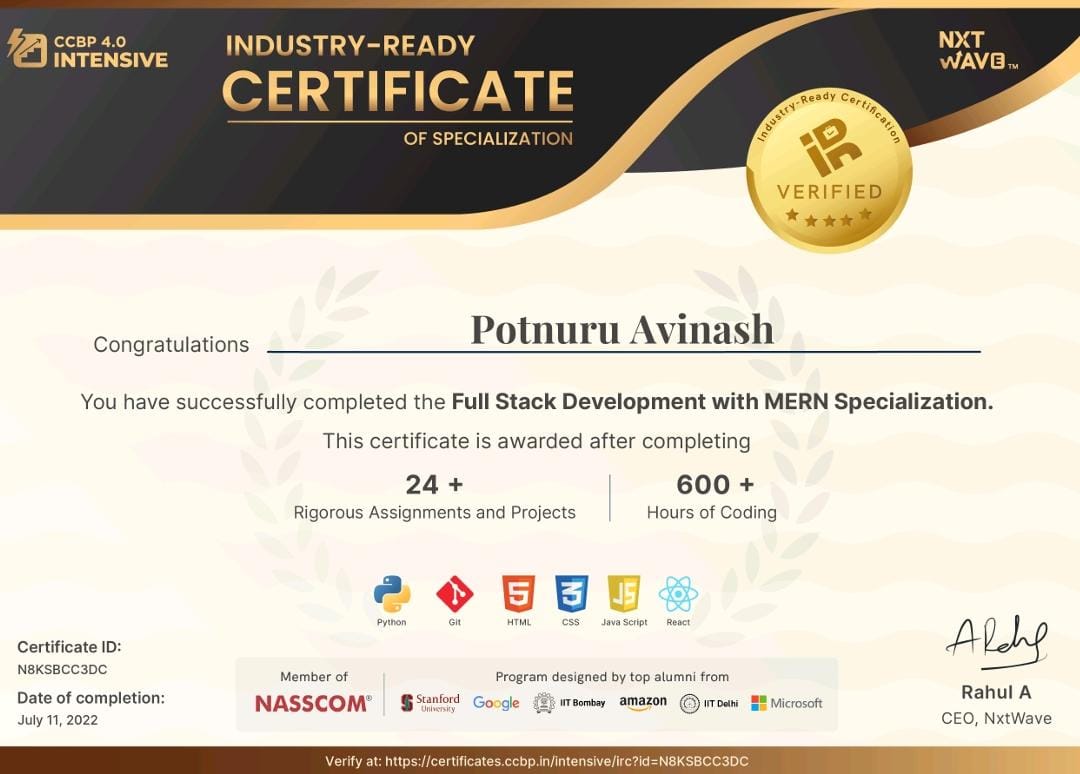 CCBP 4.0
INTENSIVE
INDUSTRY-READY
CERTIFICATE
OF SPECIALIZATION
NXT
WAVE™
Industry-Ready Certification
VERIFIED
Congratulations Potnuru Avinash
You have successfully completed the Full Stack Development with MERN Specialization.
This certificate is awarded after completing
24 + 600 +
Rigorous Assignments and Projects Hours of Coding
Python Git HTML CSS Java Script React
Certificate ID:
N8KSBCC3DC
Date of completion:
July 11, 2022
Member of
NASSCOM®
Program designed by top alumni from
Stanford University Google IIT Bombay amazon IIT Delhi Microsoft
Rahul A
CEO, NxtWave
Verify at: https://certificates.ccbp.in/intensive/irc?id=N8KSBCC3DC